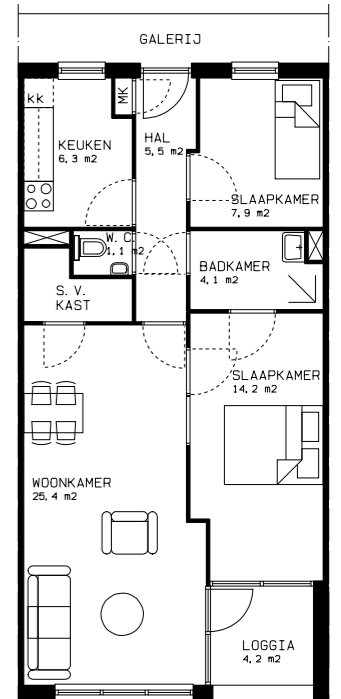 GALERIJ
kk
MK
KEUKEN
6,3 m2
HAL
5,5 m2
SLAAPKAMER
7,9 m2
W.C.
1,1 m2
BADKAMER
4,1 m2
S.V.
KAST
SLAAPKAMER
14,2 m2
WOONKAMER
25,4 m2
LOGGIA
4,2 m2